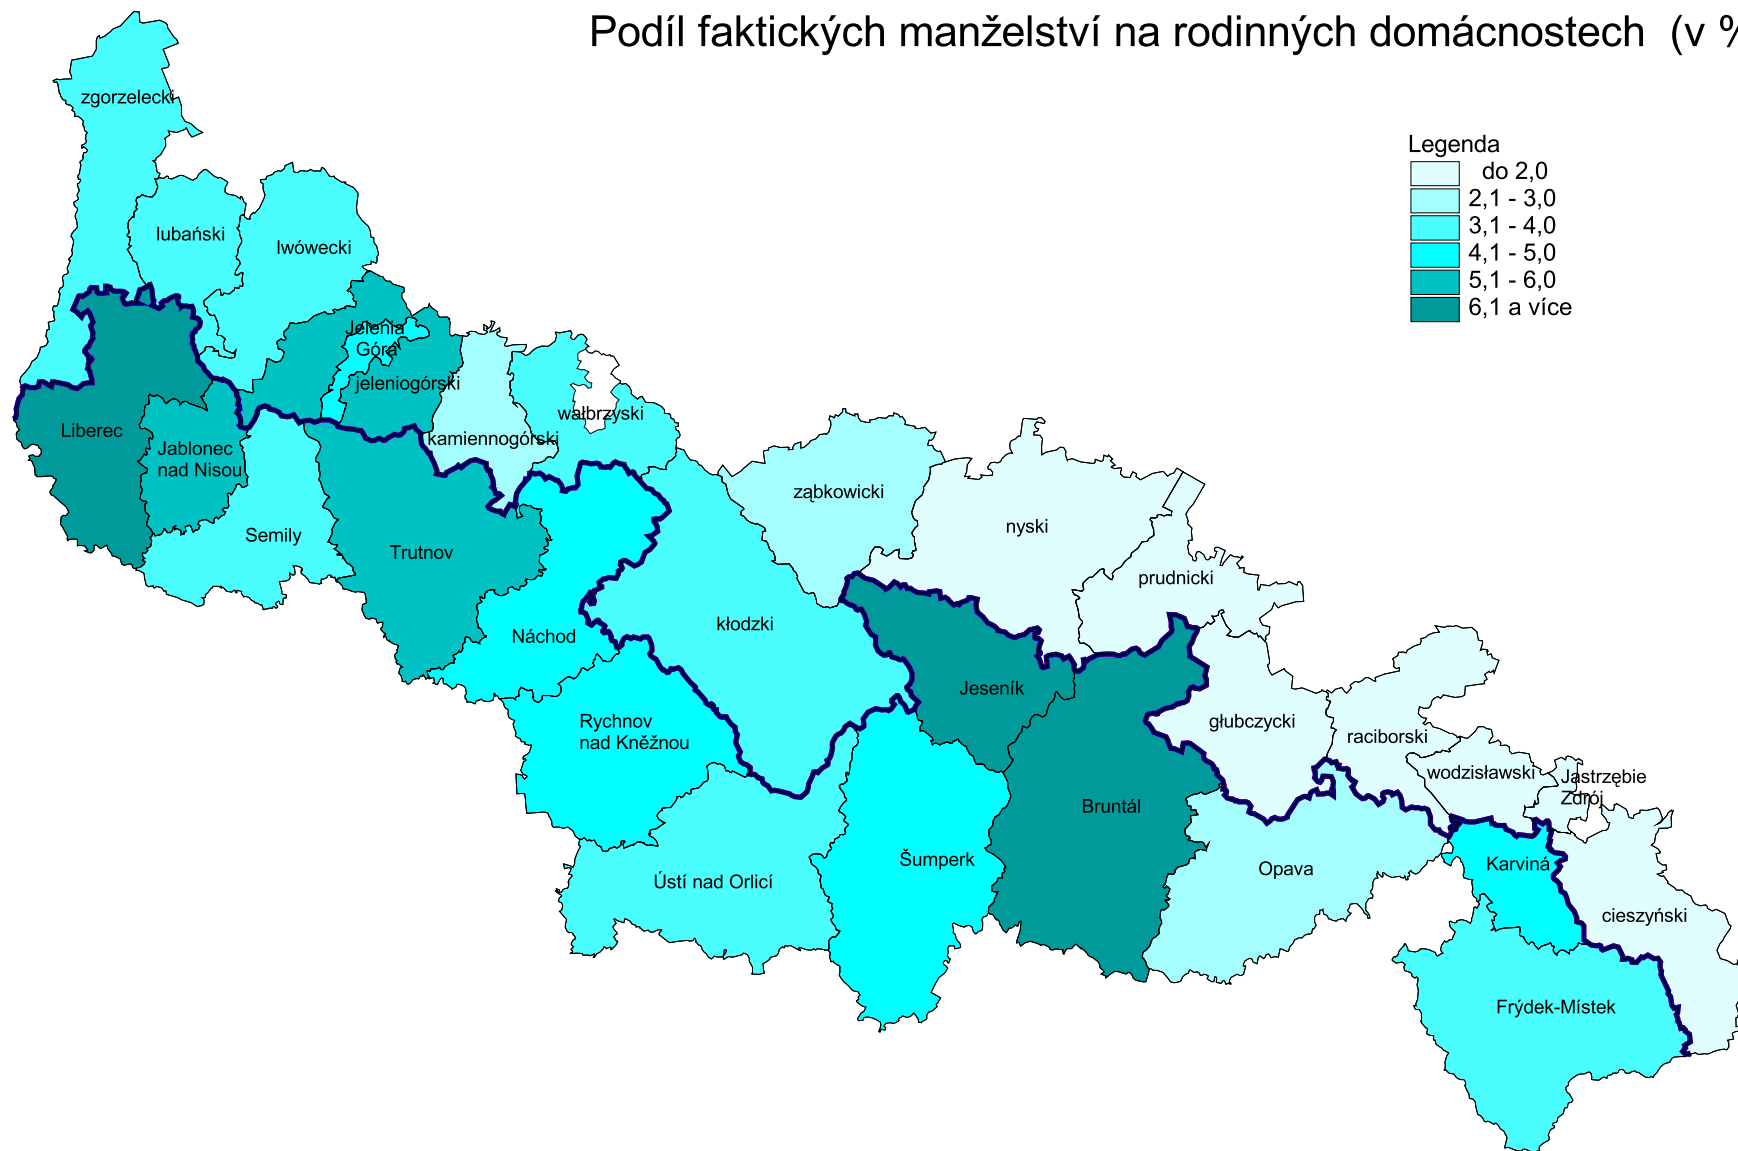 Podíl faktických manželství na rodinných domácnostech (v %
Legenda
do 2,0
2,1 - 3,0
3,1 - 4,0
4,1 - 5,0
5,1 - 6,0
6,1 a více
zgorzelecki
lubański
lwówecki
Jelenia
Góra
jeleniogórski
kamiennogórski
wałbrzyski
Liberec
Jablonec
nad Nisou
Semily
Trutnov
ząbkowicki
nyski
prudnicki
Náchod
kłodzki
Jeseník
Rychnov
nad Kněžnou
głubczycki
raciborski
wodzisławski
Jastrzębie
Zdrój
Bruntál
Šumperk
Ústí nad Orlicí
Opava
Karviná
cieszyński
Frýdek-Místek